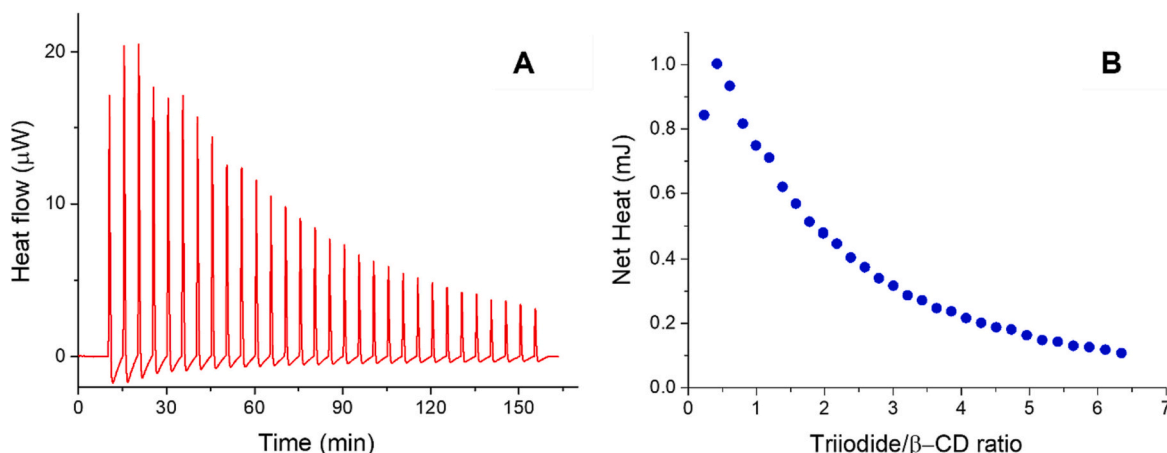 A
Heat flow (μW)
20
10
0
0 30 60 90 120 150
Time (min)
B
Net Heat (mJ)
1.0
0.8
0.6
0.4
0.2
0.0
0 1 2 3 4 5 6 7
Triiodide/β–CD ratio